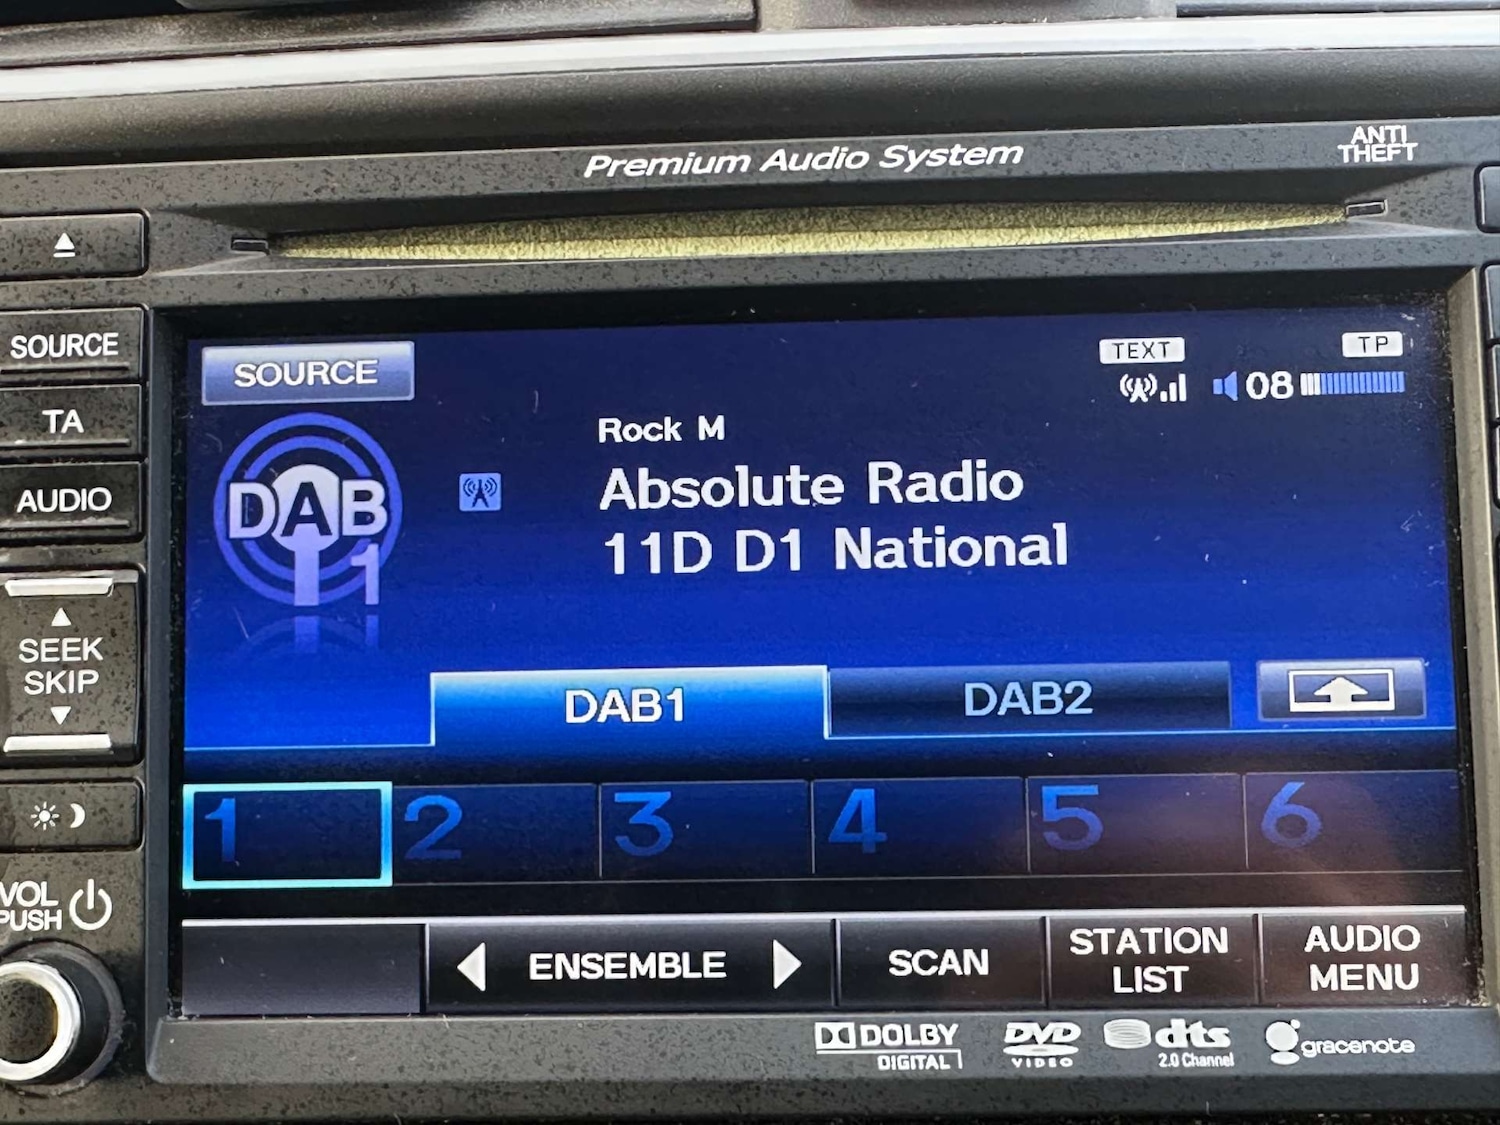 Premium Audio System
ANTI
THEFT
SOURCE
TA
AUDIO
SEEK
SKIP
VOL
PUSH
SOURCE
TEXT
TP
08
DAB
1
Rock M
Absolute Radio
11D D1 National
DAB1
DAB2
1 2 3 4 5 6
ENSEMBLE
SCAN
STATION
LIST
AUDIO
MENU
DOLBY
DIGITAL
DVD
VIDEO
dts
2.0 Channel
gracenote